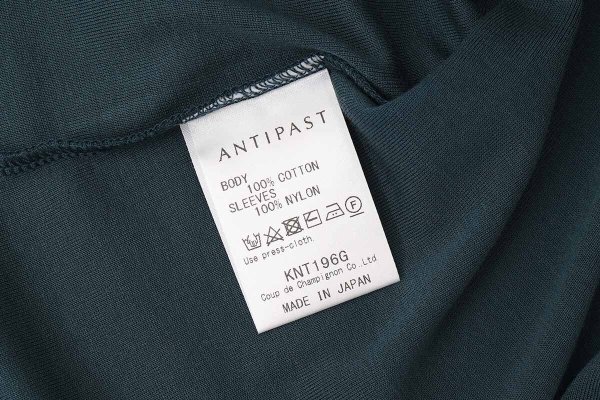 ANTIPAST
BODY
100% COTTON
SLEEVES
100% NYLON
Use press-cloth.
KNT196G
Coup de Champignon Co.,Ltd
MADE IN JAPAN